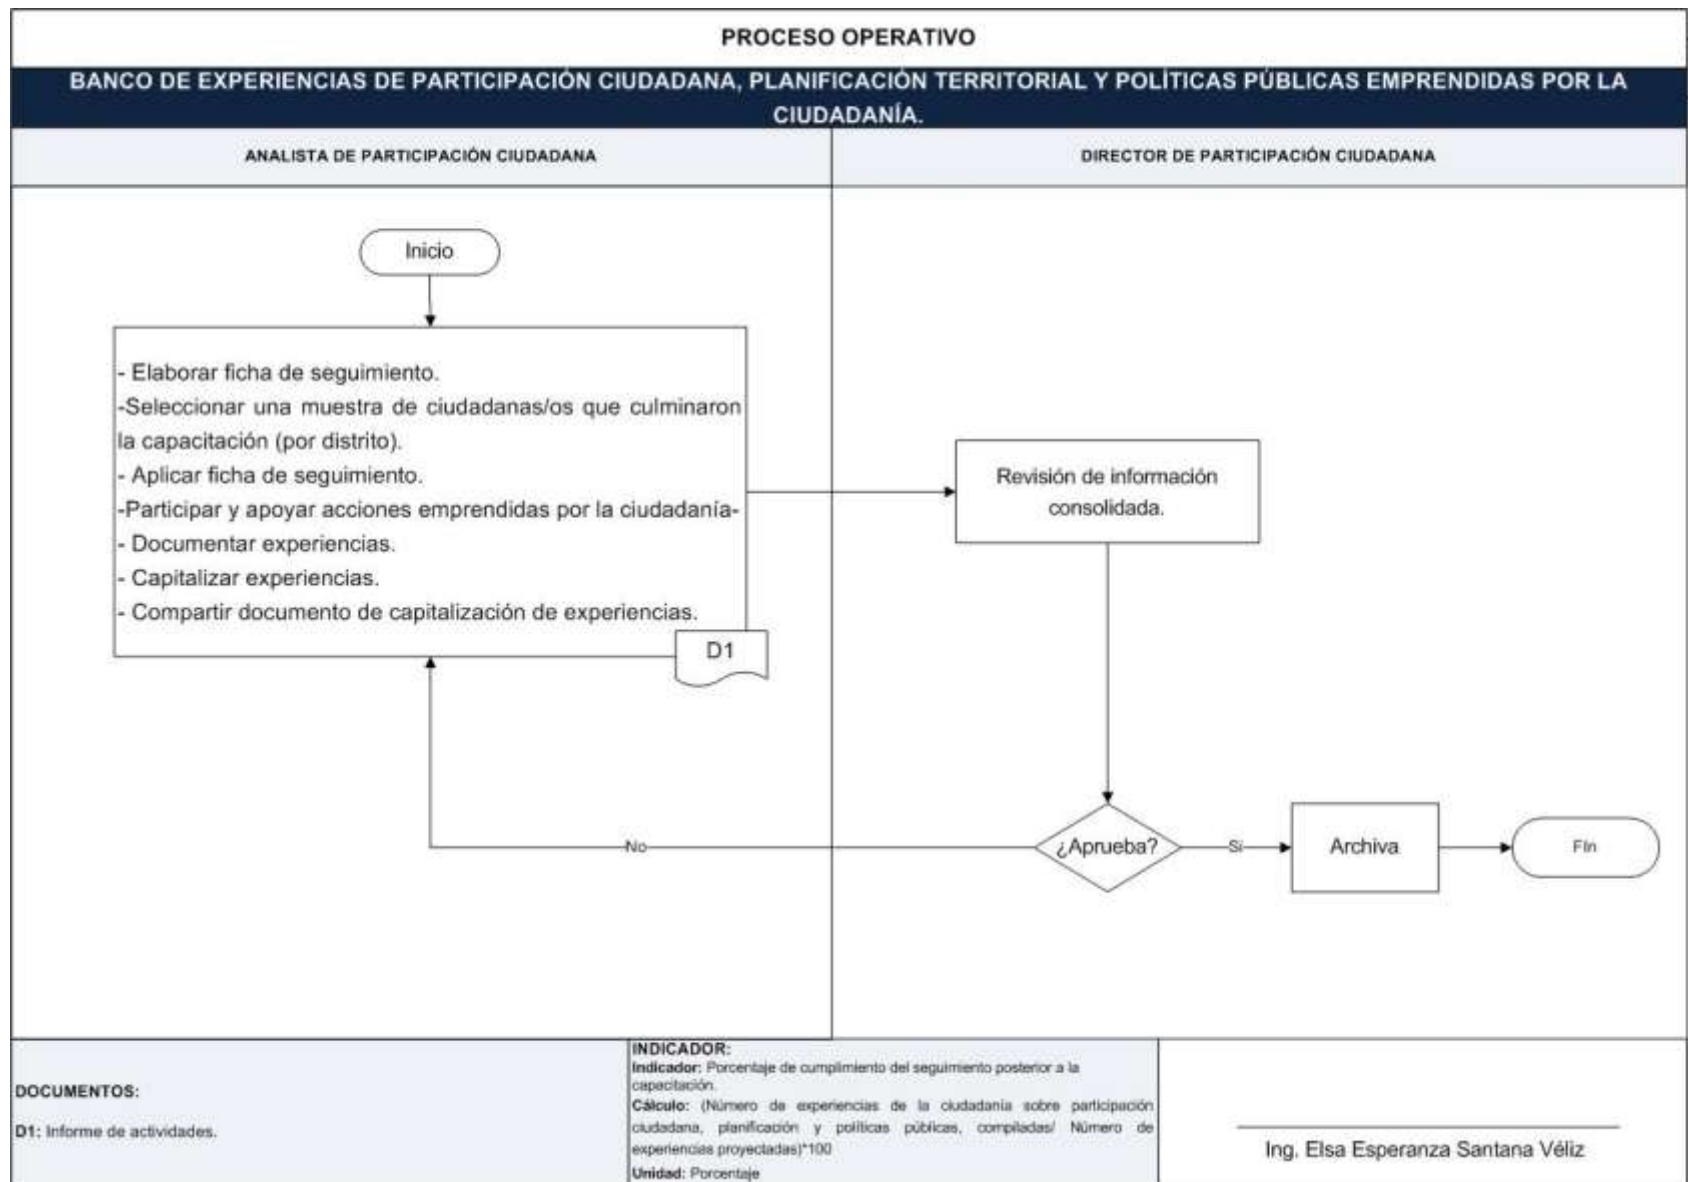 PROCESO OPERATIVO
BANCO DE EXPERIENCIAS DE PARTICIPACIÓN CIUDADANA, PLANIFICACIÓN TERRITORIAL Y POLÍTICAS PÚBLICAS EMPRENDIDAS POR LA
CIUDADANÍA.
ANALISTA DE PARTICIPACIÓN CIUDADANA
DIRECTOR DE PARTICIPACIÓN CIUDADANA
Inicio
- Elaborar ficha de seguimiento.
-Seleccionar una muestra de ciudadanas/os que culminaron
la capacitación (por distrito).
- Aplicar ficha de seguimiento.
-Participar y apoyar acciones emprendidas por la ciudadanía-
- Documentar experiencias.
- Capitalizar experiencias.
- Compartir documento de capitalización de experiencias.
D1
Revisión de información
consolidada.
¿Aprueba?
No
Si
Archiva
FIn
DOCUMENTOS:
D1: Informe de actividades.
INDICADOR:
Indicador: Porcentaje de cumplimiento del seguimiento posterior a la
capacitación.
Cálculo: (Número de experiencias de la ciudadanía sobre participación
ciudadana, planificación y políticas públicas, compiladas/ Número de
experiencias proyectadas)*100
Unidad: Porcentaje
Ing. Elsa Esperanza Santana Véliz